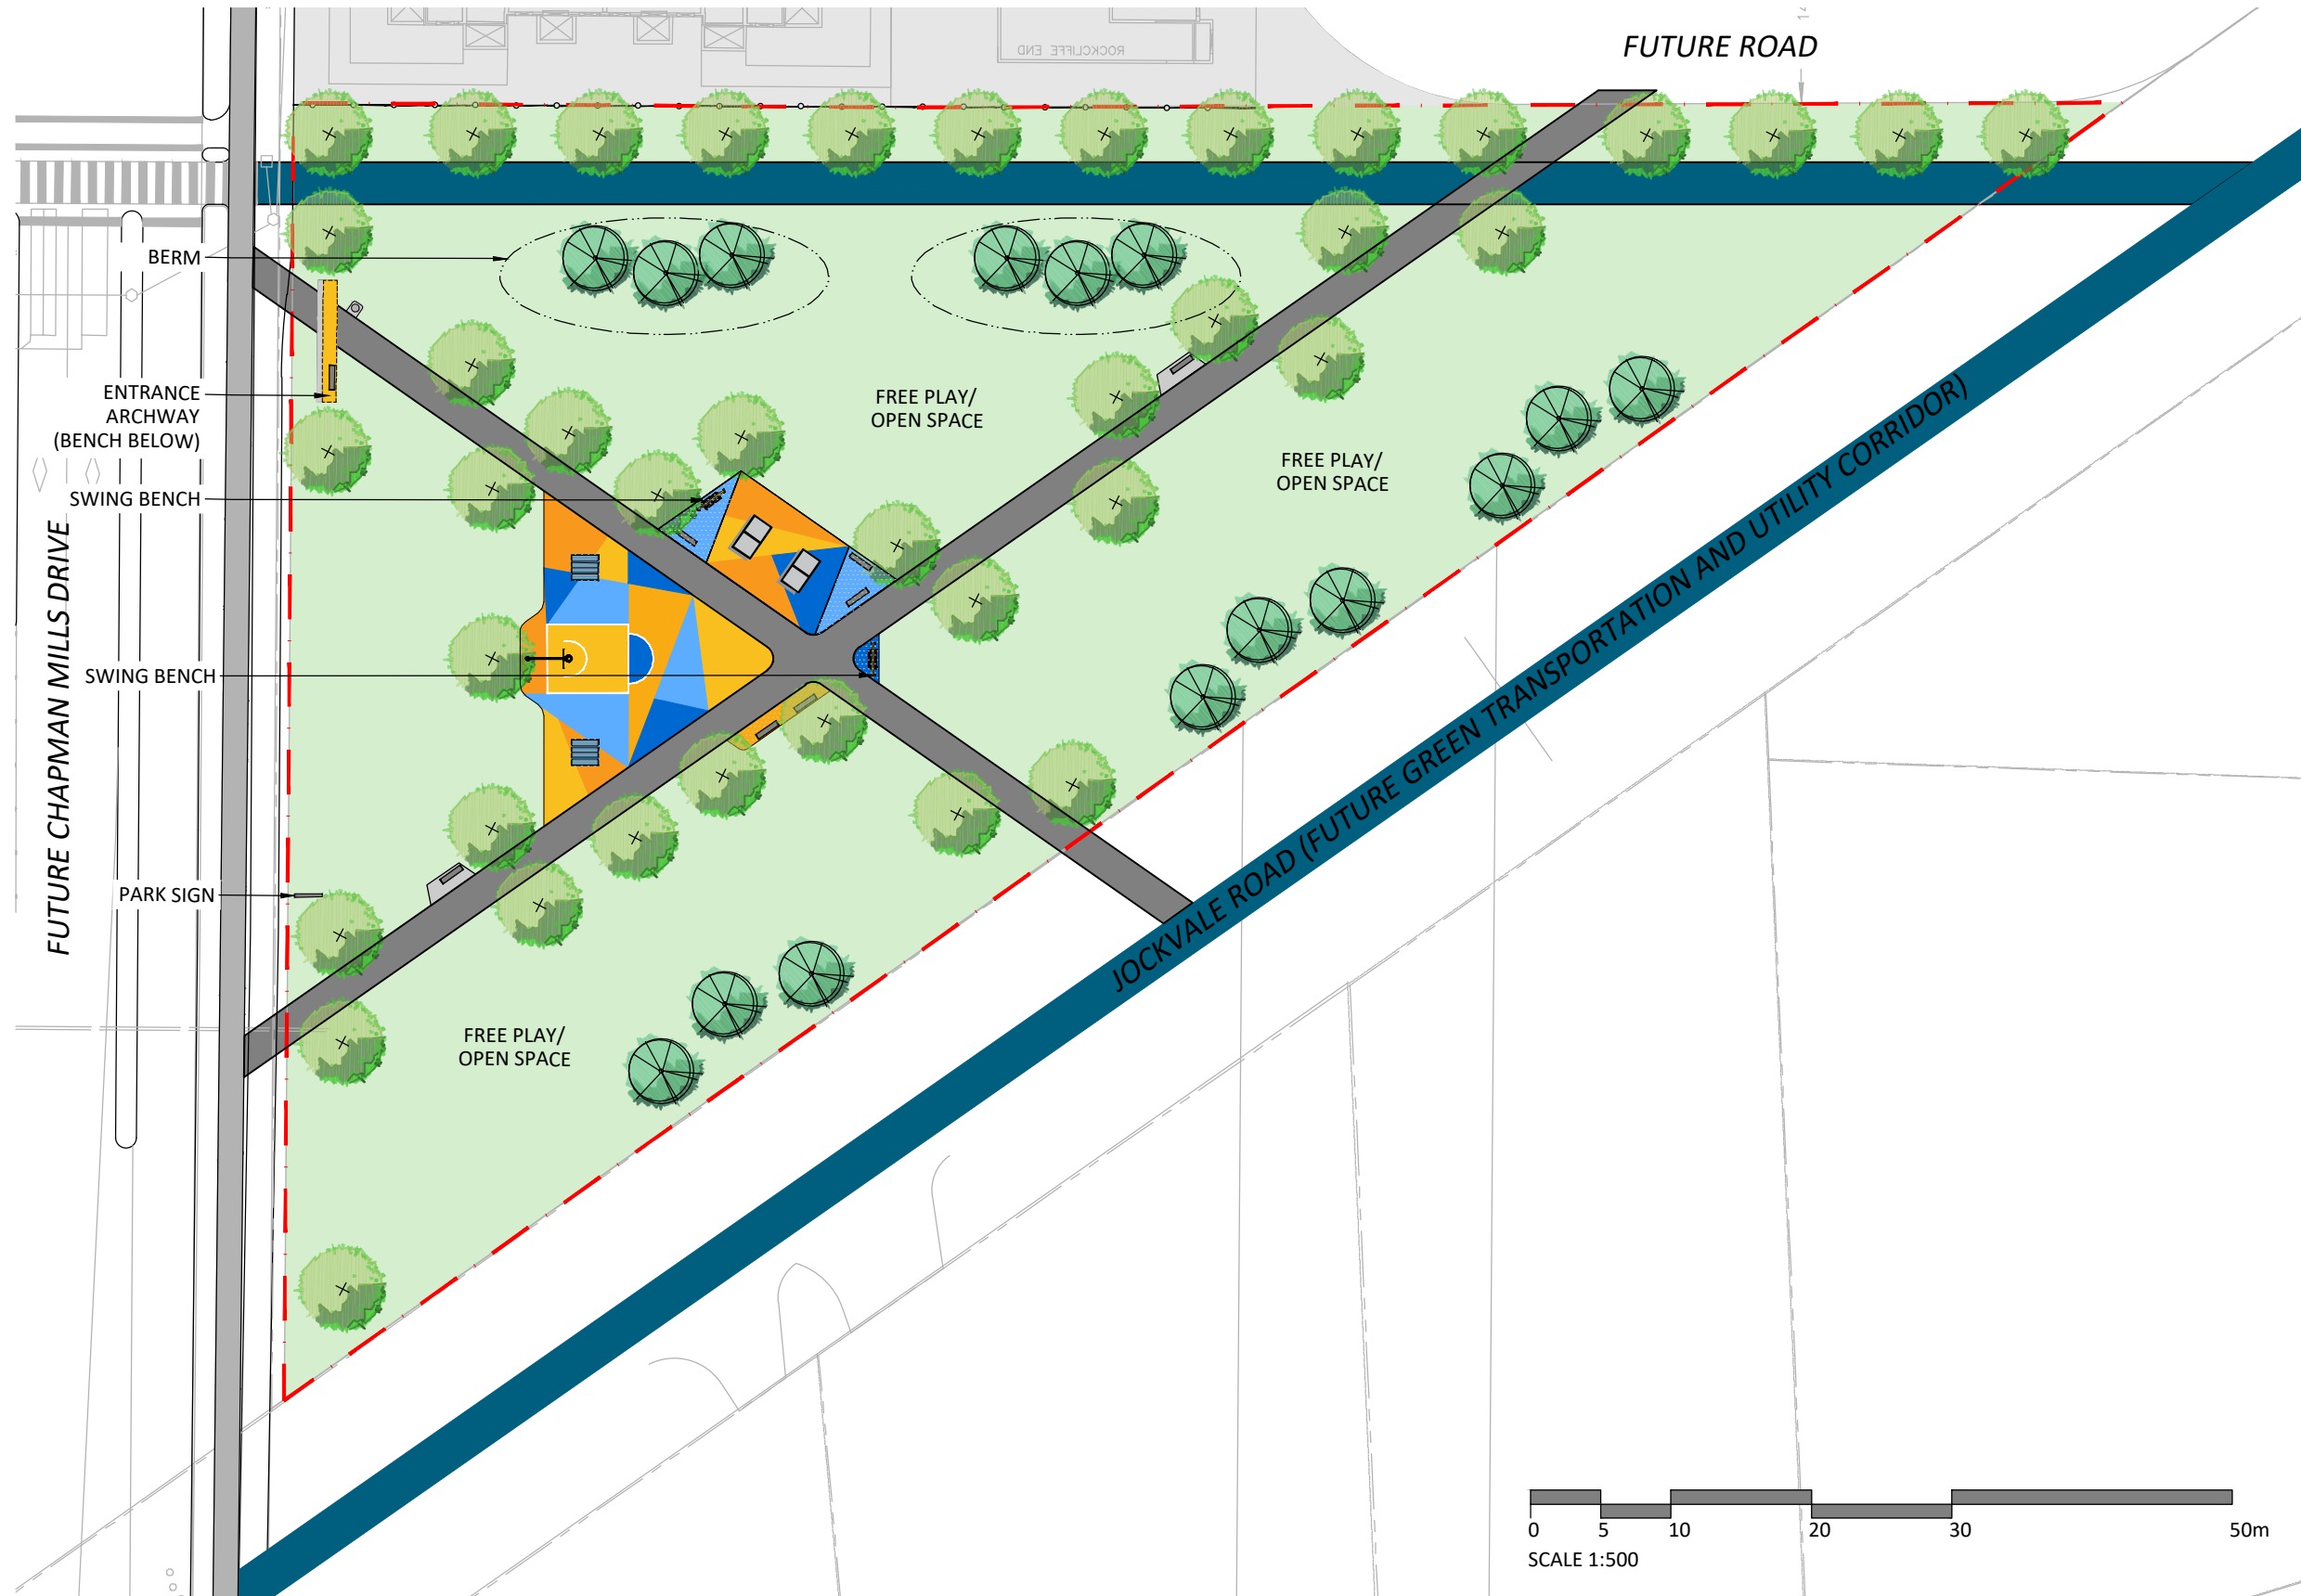 FUTURE ROAD
ROCKCLIFFE END
BERM
ENTRANCE
ARCHWAY
(BENCH BELOW)
FREE PLAY/
OPEN SPACE
FREE PLAY/
OPEN SPACE
SWING BENCH
FUTURE CHAPMAN MILLS DRIVE
SWING BENCH
JOCKVALE ROAD (FUTURE GREEN TRANSPORTATION AND UTILITY CORRIDOR)
PARK SIGN
FREE PLAY/
OPEN SPACE
0 5 10 20 30 50m
SCALE 1:500